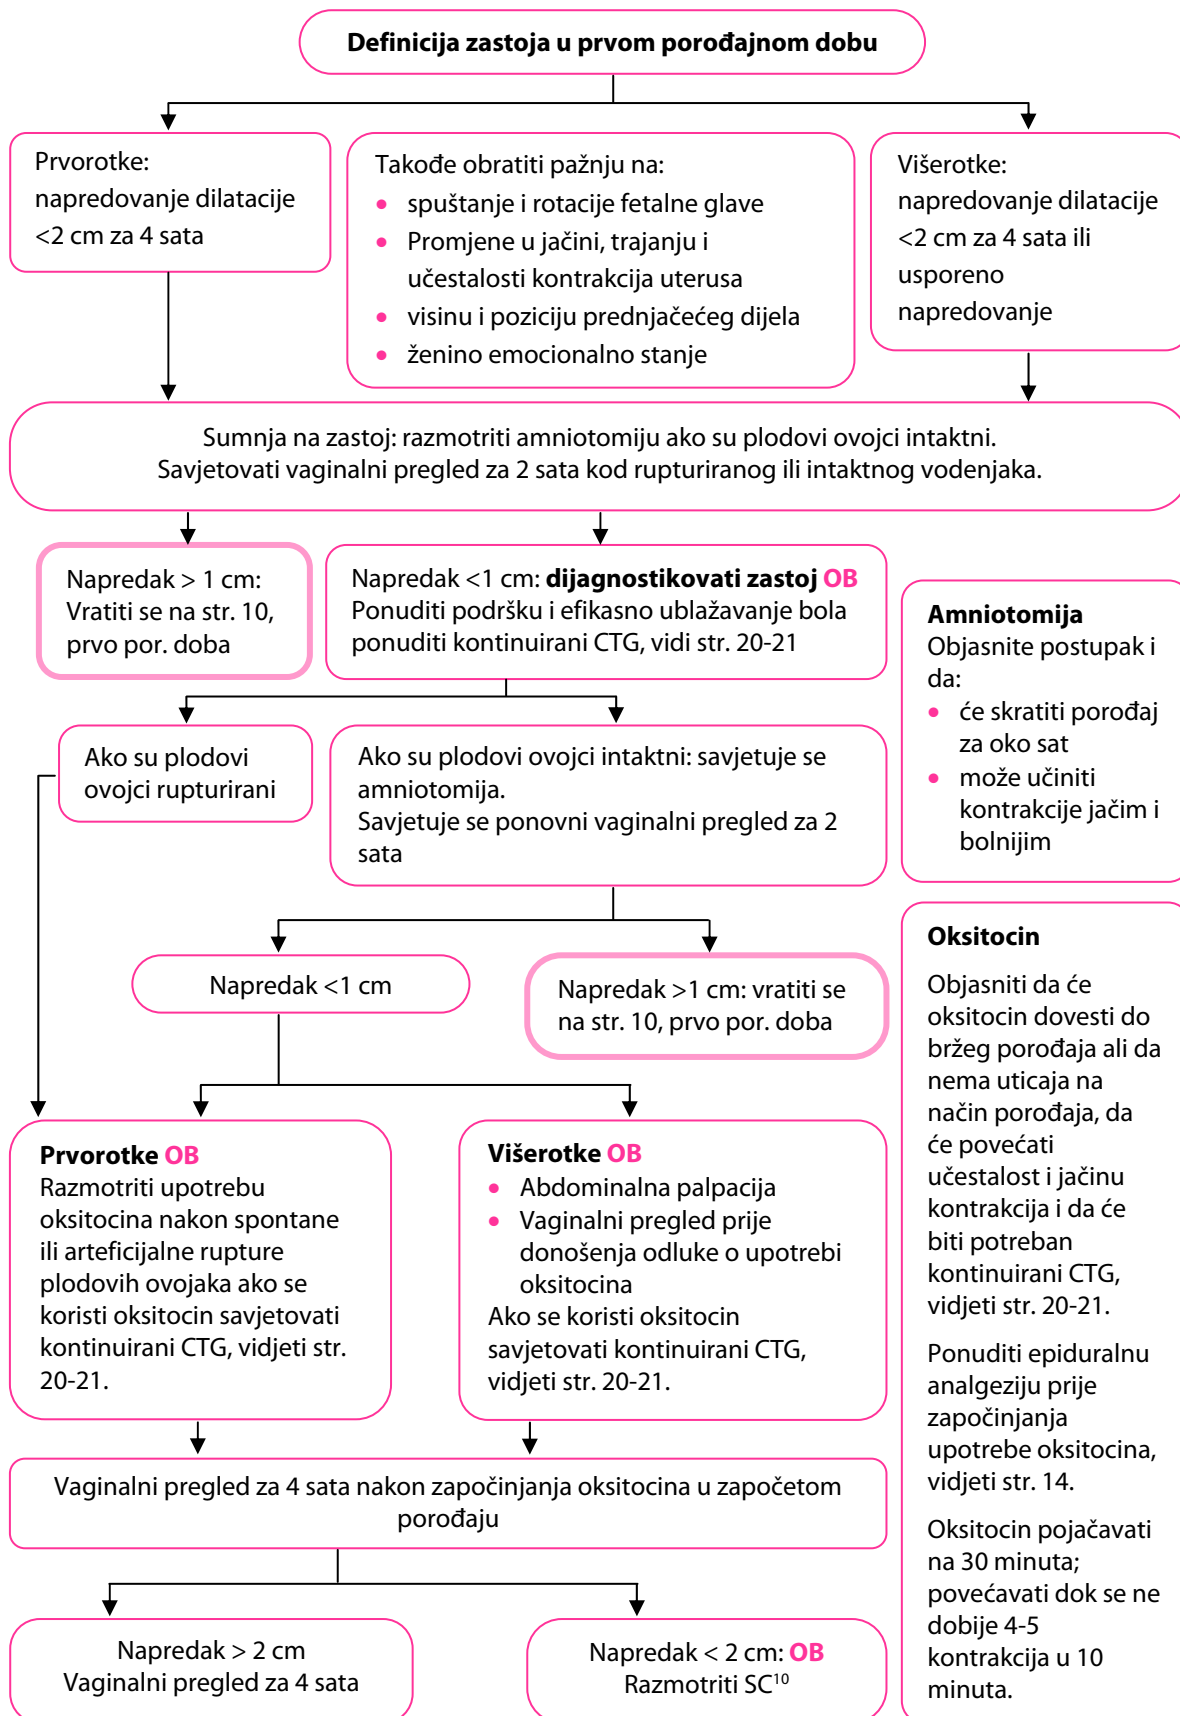 Definicija zastoja u prvom porođajnom dobu
Prvorotke:
napredovanje dilatacije
<2 cm za 4 sata
Takođe obratiti pažnju na:
• spuštanje i rotacije fetalne glave
• Promjene u jačini, trajanju i
učestalosti kontrakcija uterusa
• visinu i poziciju prednjačećeg dijela
• ženino emocionalno stanje
Višerotke:
napredovanje dilatacije
<2 cm za 4 sata ili
usporeno
napredovanje
Sumnja na zastoj: razmotriti amniotomiju ako su plodovi ovojci intaktni.
Savjetovati vaginalni pregled za 2 sata kod rupturiranog ili intaktnog vodenjaka.
Napredak > 1 cm:
Vratiti se na str. 10,
prvo por. doba
Napredak <1 cm: dijagnostikovati zastoj OB
Ponuditi podršku i efikasno ublažavanje bola
ponuditi kontinuirani CTG, vidi str. 20-21
Amniotomija
Objasnite postupak i
da:
• će skratiti porođaj
za oko sat
• može učiniti
kontrakcije jačim i
bolnijim
Ako su plodovi
ovojci rupturirani
Ako su plodovi ovojci intaktni: savjetuje se
amniotomija.
Savjetuje se ponovni vaginalni pregled za 2
sata
Napredak <1 cm
Napredak >1 cm: vratiti se
na str. 10, prvo por. doba
Oksitocin
Objasniti da će
oksitocin dovesti do
bržeg porođaja ali da
nema uticaja na
način porođaja, da
će povećati
učestalost i jačinu
kontrakcija i da će
biti potreban
kontinuirani CTG,
vidjeti str. 20-21.
Ponuditi epiduralnu
analgeziju prije
započinjanja
upotrebe oksitocina,
vidjeti str. 14.
Oksitocin pojačavati
na 30 minuta;
povećavati dok se ne
dobije 4-5
kontrakcija u 10
minuta.
Prvorotke OB
Razmotriti upotrebu
oksitocina nakon spontane
ili arteficijalne rupture
plodovih ovojaka ako se
koristi oksitocin savjetovati
kontinuirani CTG, vidjeti str.
20-21.
Višerotke OB
• Abdominalna palpacija
• Vaginalni pregled prije
donošenja odluke o upotrebi
oksitocina
Ako se koristi oksitocin
savjetovati kontinuirani CTG,
vidjeti str. 20-21.
Vaginalni pregled za 4 sata nakon započinjanja oksitocina u započetom
porođaju
Napredak > 2 cm
Vaginalni pregled za 4 sata
Napredak < 2 cm: OB
Razmotriti SC¹⁰